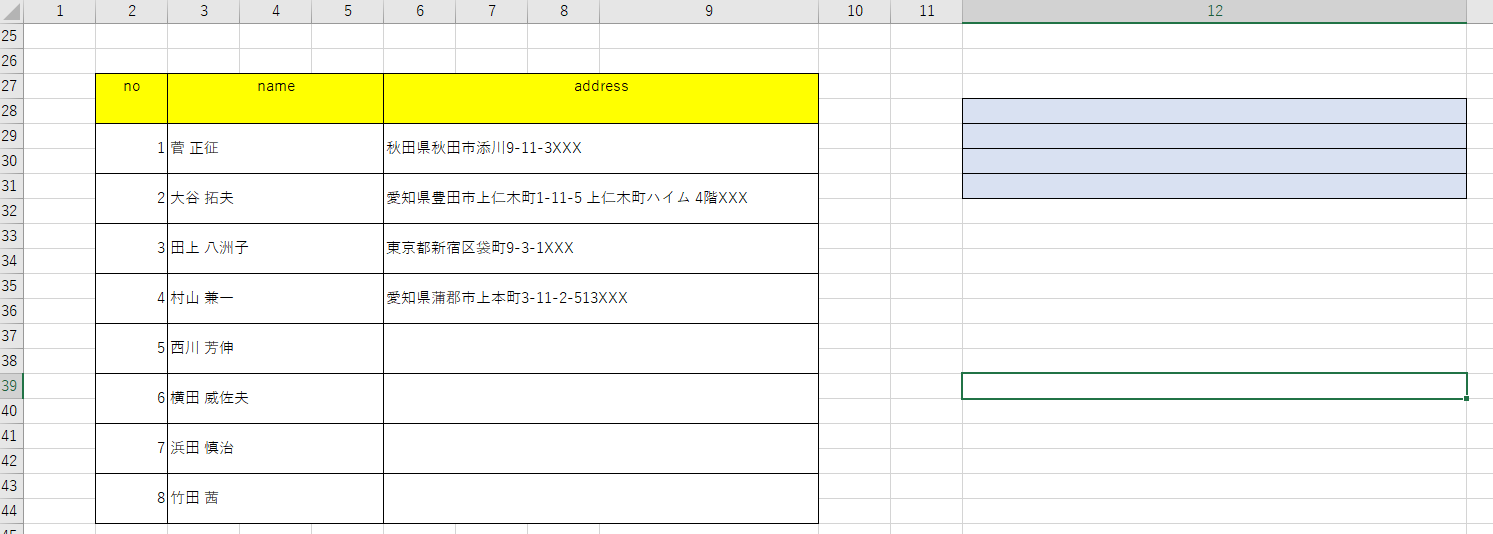 1 2 3 4 5 6 7 8 9 10 11 12
25
26
27 no name address
28
29
1 菅 正征 秋田県秋田市添川9-11-3XXX
30
31
2 大谷 拓夫 愛知県豊田市上仁木町1-11-5 上仁木町ハイム 4階XXX
32
33
3 田上 八洲子 東京都新宿区袋町9-3-1XXX
34
35
4 村山 兼一 愛知県蒲郡市上本町3-11-2-513XXX
36
37
5 西川 芳伸
38
39
6 横田 威佐夫
40
41
7 浜田 慎治
42
43
8 竹田 茜
44